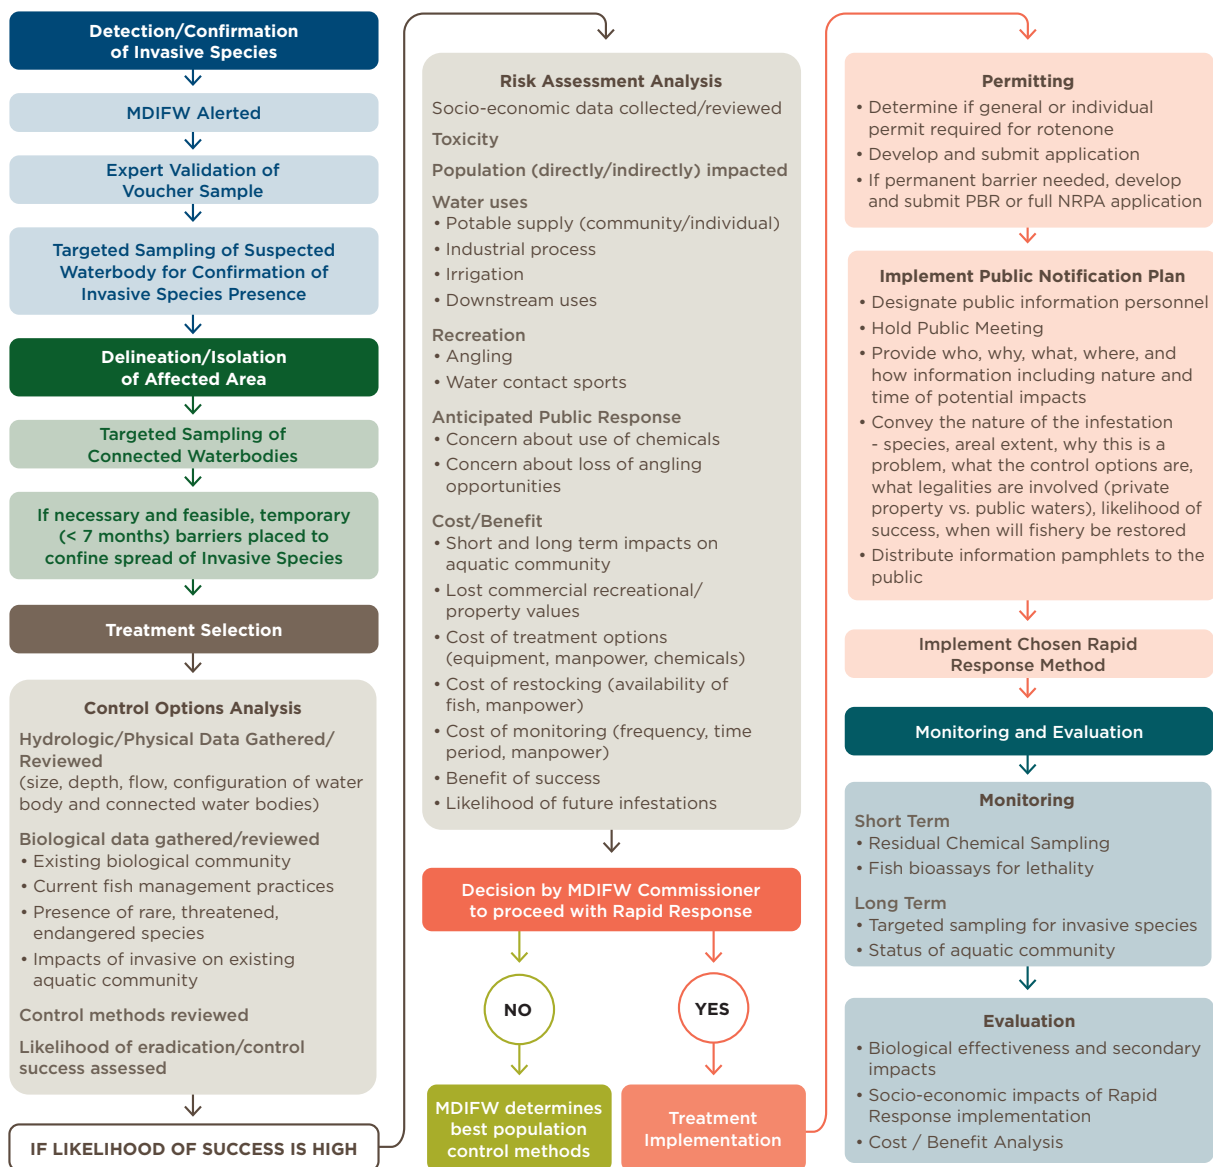 Detection/Confirmation
of Invasive Species
MDIFW Alerted
Expert Validation of
Voucher Sample
Targeted Sampling of Suspected
Waterbody for Confirmation of
Invasive Species Presence
Delineation/Isolation
of Affected Area
Targeted Sampling of
Connected Waterbodies
If necessary and feasible, temporary
(< 7 months) barriers placed to
confine spread of Invasive Species
Treatment Selection
Control Options Analysis
Hydrologic/Physical Data Gathered/
Reviewed
(size, depth, flow, configuration of water
body and connected water bodies)
Biological data gathered/reviewed
• Existing biological community
• Current fish management practices
• Presence of rare, threatened,
endangered species
• Impacts of invasive on existing
aquatic community
Control methods reviewed
Likelihood of eradication/control
success assessed
IF LIKELIHOOD OF SUCCESS IS HIGH
Risk Assessment Analysis
Socio-economic data collected/reviewed
Toxicity
Population (directly/indirectly) impacted
Water uses
• Potable supply (community/individual)
• Industrial process
• Irrigation
• Downstream uses
Recreation
• Angling
• Water contact sports
Anticipated Public Response
• Concern about use of chemicals
• Concern about loss of angling
opportunities
Cost/Benefit
• Short and long term impacts on
aquatic community
• Lost commercial recreational/
property values
• Cost of treatment options
(equipment, manpower, chemicals)
• Cost of restocking (availability of
fish, manpower)
• Cost of monitoring (frequency, time
period, manpower)
• Benefit of success
• Likelihood of future infestations
Decision by MDIFW Commissioner
to proceed with Rapid Response
NO
YES
MDIFW determines
best population
control methods
Treatment
Implementation
Permitting
• Determine if general or individual
permit required for rotenone
• Develop and submit application
• If permanent barrier needed, develop
and submit PBR or full NRPA application
Implement Public Notification Plan
• Designate public information personnel
• Hold Public Meeting
• Provide who, why, what, where, and
how information including nature and
time of potential impacts
• Convey the nature of the infestation
- species, areal extent, why this is a
problem, what the control options are,
what legalities are involved (private
property vs. public waters), likelihood of
success, when will fishery be restored
• Distribute information pamphlets to the
public
Implement Chosen Rapid
Response Method
Monitoring and Evaluation
Monitoring
Short Term
• Residual Chemical Sampling
• Fish bioassays for lethality
Long Term
• Targeted sampling for invasive species
• Status of aquatic community
Evaluation
• Biological effectiveness and secondary
impacts
• Socio-economic impacts of Rapid
Response implementation
• Cost / Benefit Analysis